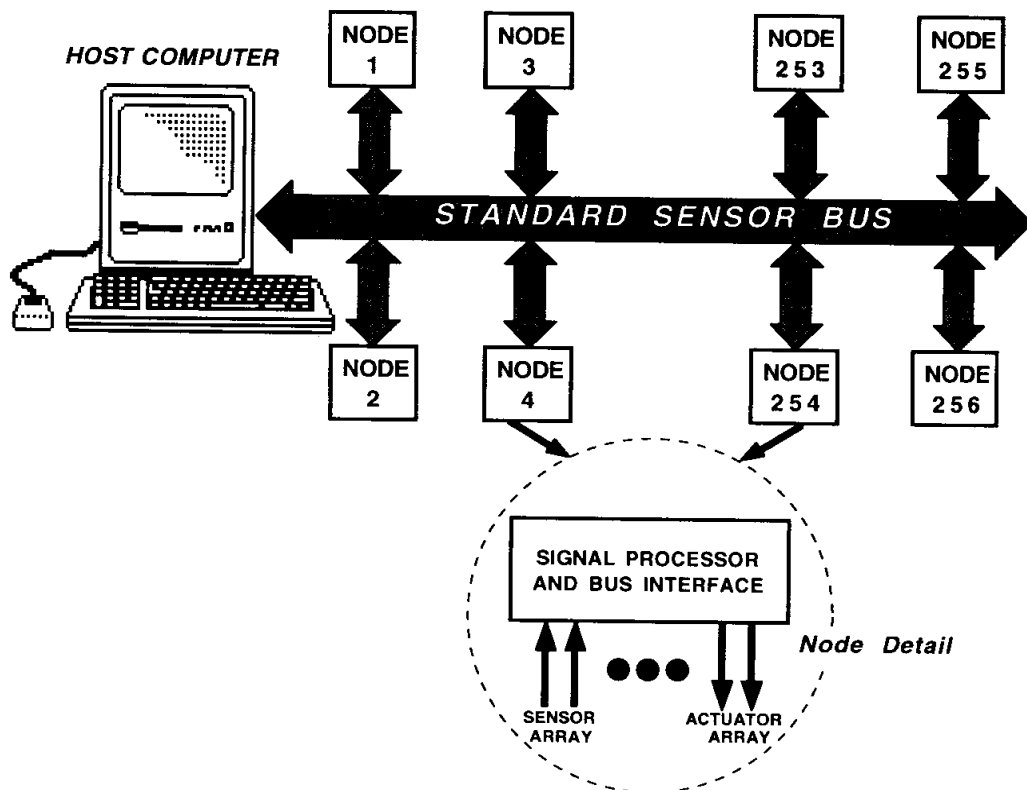 HOST COMPUTER
NODE
1
NODE
3
NODE
253
NODE
255
STANDARD SENSOR BUS
NODE
2
NODE
4
NODE
254
NODE
256
SIGNAL PROCESSOR
AND BUS INTERFACE
Node Detail
SENSOR
ARRAY
ACTUATOR
ARRAY